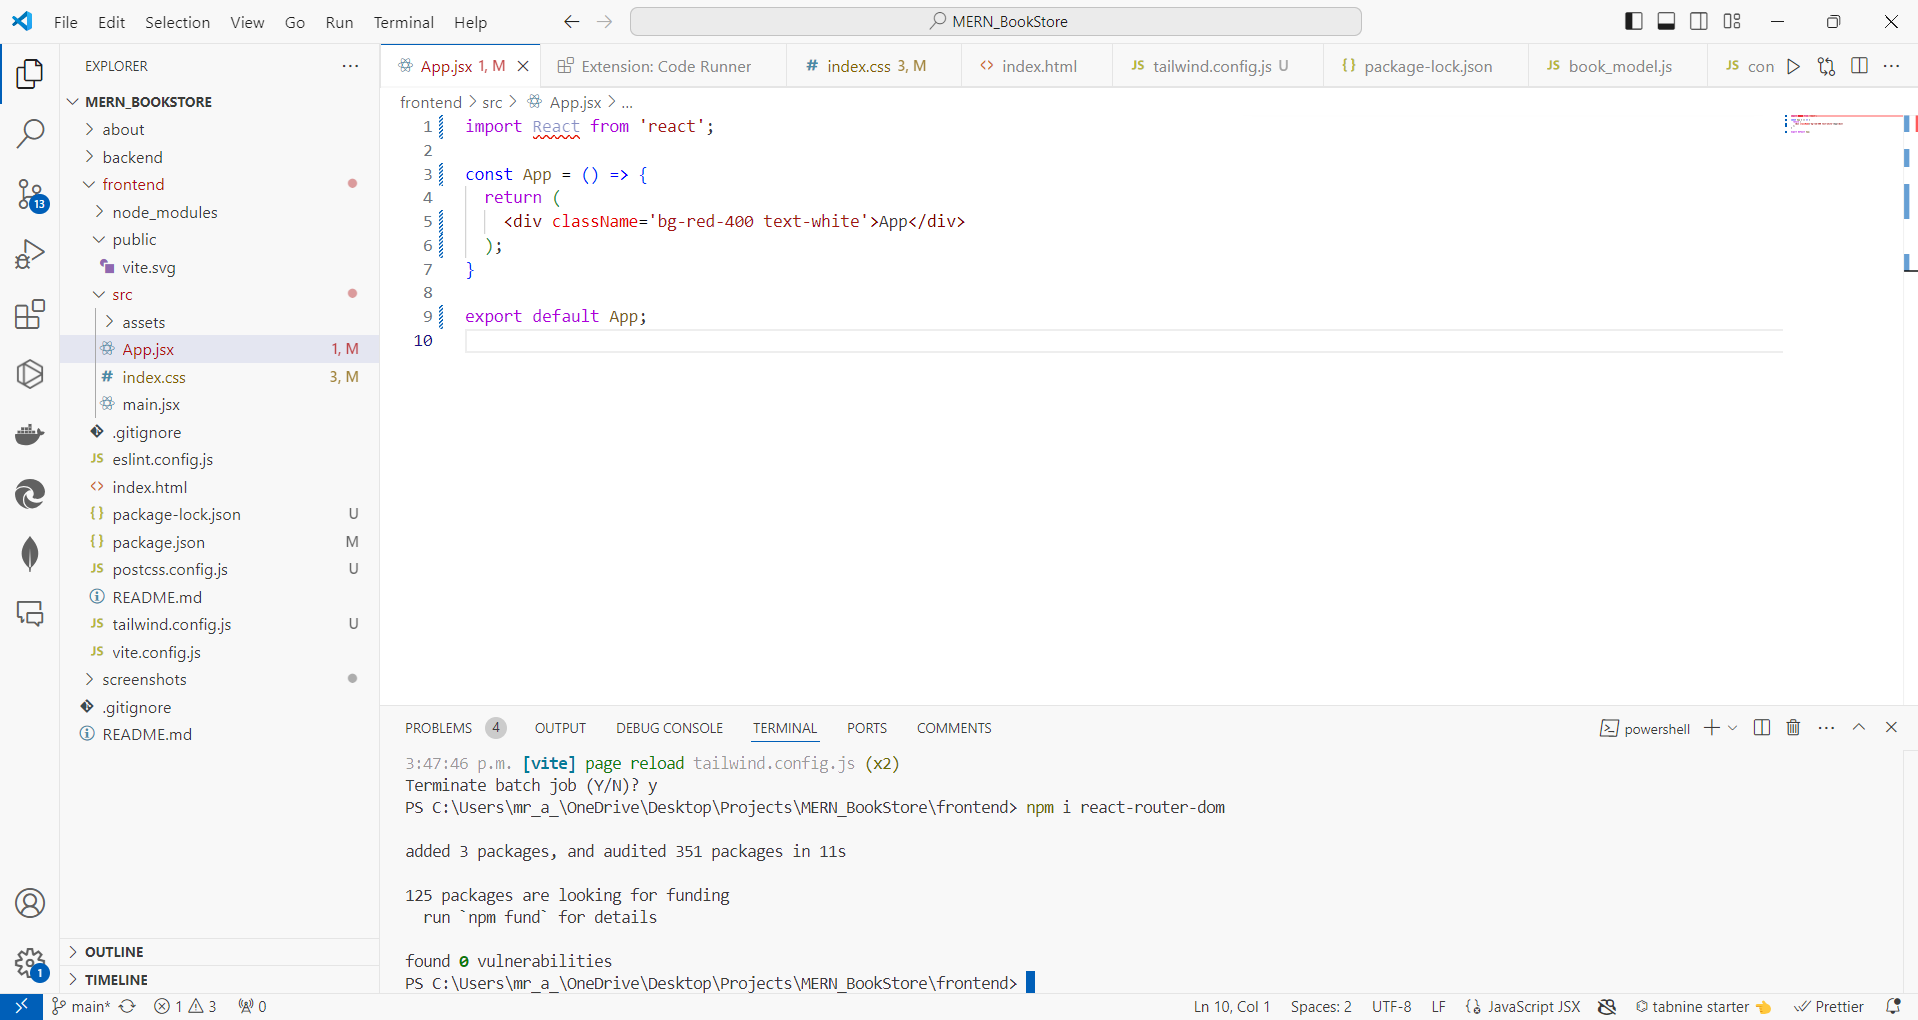 File Edit Selection View Go Run Terminal Help
MERN_BookStore
EXPLORER
MERN_BOOKSTORE
about
backend
frontend
node_modules
public
vite.svg
src
assets
App.jsx 1, M
index.css 3, M
main.jsx
.gitignore
eslint.config.js
index.html
package-lock.json U
package.json M
postcss.config.js U
README.md
tailwind.config.js U
vite.config.js
screenshots
.gitignore
README.md
OUTLINE
TIMELINE
13
1
App.jsx 1, M Extension: Code Runner # index.css 3, M <> index.html JS tailwind.config.js U {} package-lock.json JS book_model.js JS con
frontend > src > App.jsx > ...
1 import React from 'react';
2
3 const App = () => {
4 return (
5 <div className='bg-red-400 text-white'>App</div>
6 );
7 }
8
9 export default App;
10
PROBLEMS 4 OUTPUT DEBUG CONSOLE TERMINAL PORTS COMMENTS
powershell
3:47:46 p.m. [vite] page reload tailwind.config.js (x2)
Terminate batch job (Y/N)? y
PS C:\Users\mr_a_\OneDrive\Desktop\Projects\MERN_BookStore\frontend> npm i react-router-dom
added 3 packages, and audited 351 packages in 11s
125 packages are looking for funding
run `npm fund` for details
found 0 vulnerabilities
PS C:\Users\mr_a_\OneDrive\Desktop\Projects\MERN_BookStore\frontend>
main* 1 3 0
Ln 10, Col 1 Spaces: 2 UTF-8 LF JavaScript JSX tabnine starter Prettier